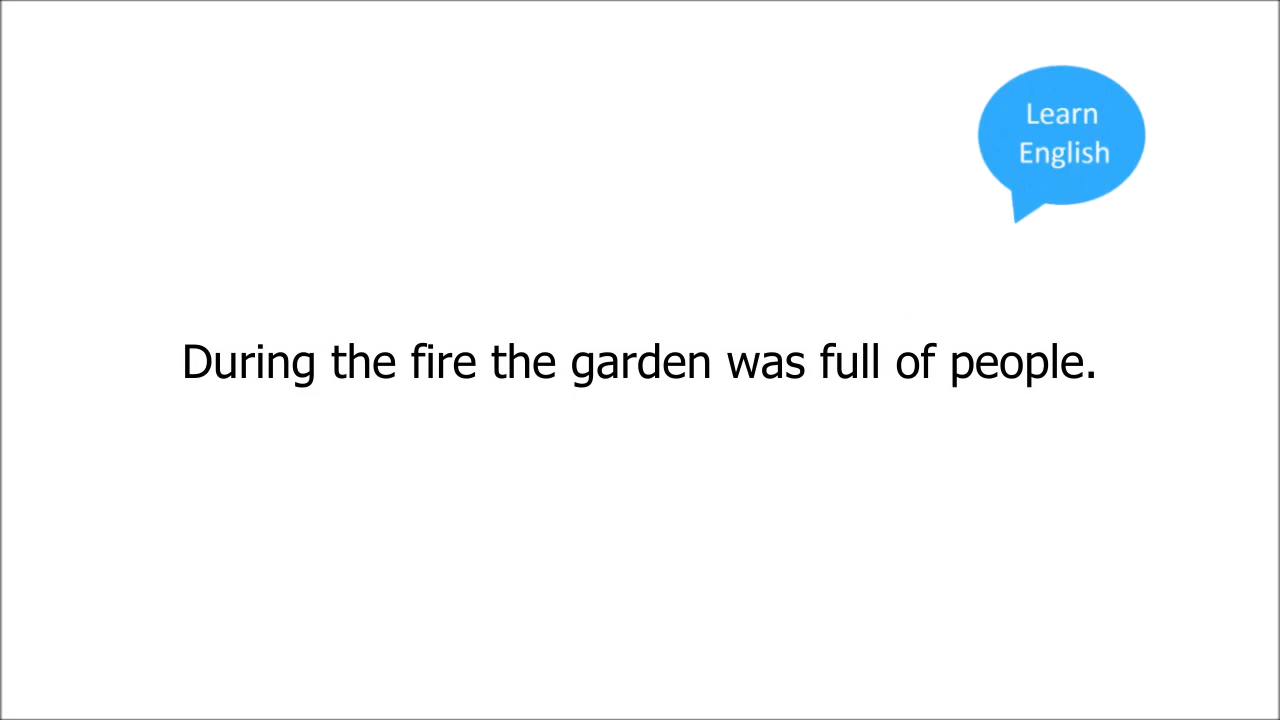 Learn
English
During the fire the garden was full of people.